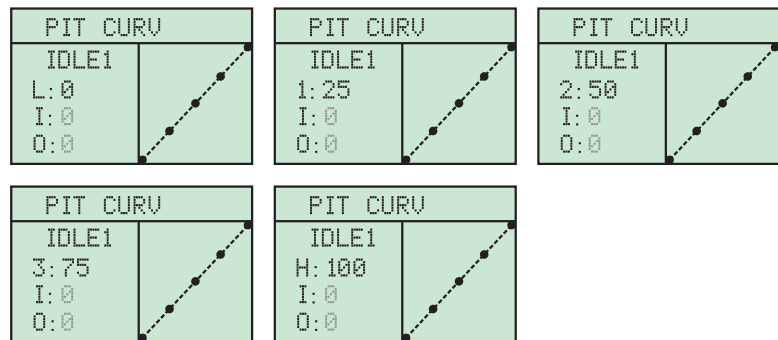 PIT CURV
IDLE1
L:0
I:0
O:0
PIT CURV
IDLE1
1:25
I:0
O:0
PIT CURV
IDLE1
2:50
I:0
O:0
PIT CURV
IDLE1
3:75
I:0
O:0
PIT CURV
IDLE1
H:100
I:0
O:0